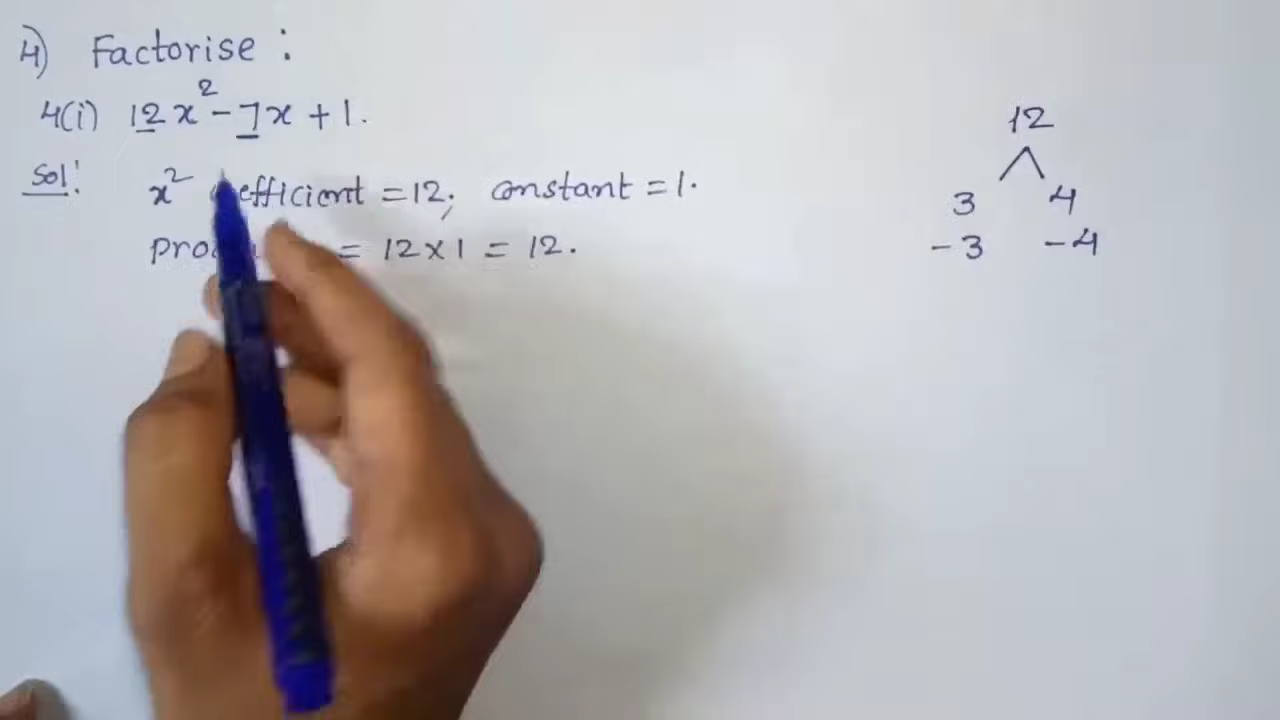 4) Factorise :
4(i) 12x² - 7x + 1.
Sol: x² = 12; constant = 1.
= 12 x 1 = 12.
12
3 4
-3 -4